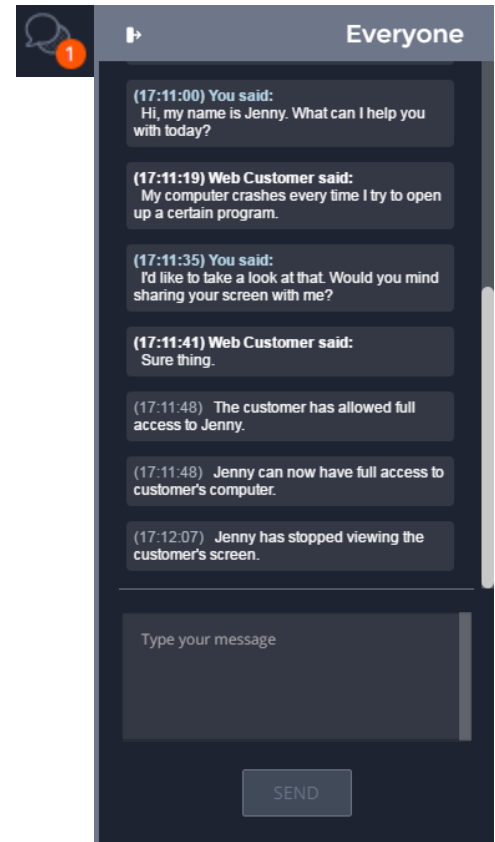 1
Everyone
(17:11:00) You said:
Hi, my name is Jenny. What can I help you
with today?
(17:11:19) Web Customer said:
My computer crashes every time I try to open
up a certain program.
(17:11:35) You said:
I'd like to take a look at that. Would you mind
sharing your screen with me?
(17:11:41) Web Customer said:
Sure thing.
(17:11:48) The customer has allowed full
access to Jenny.
(17:11:48) Jenny can now have full access to
customer's computer.
(17:12:07) Jenny has stopped viewing the
customer's screen.
Type your message
SEND